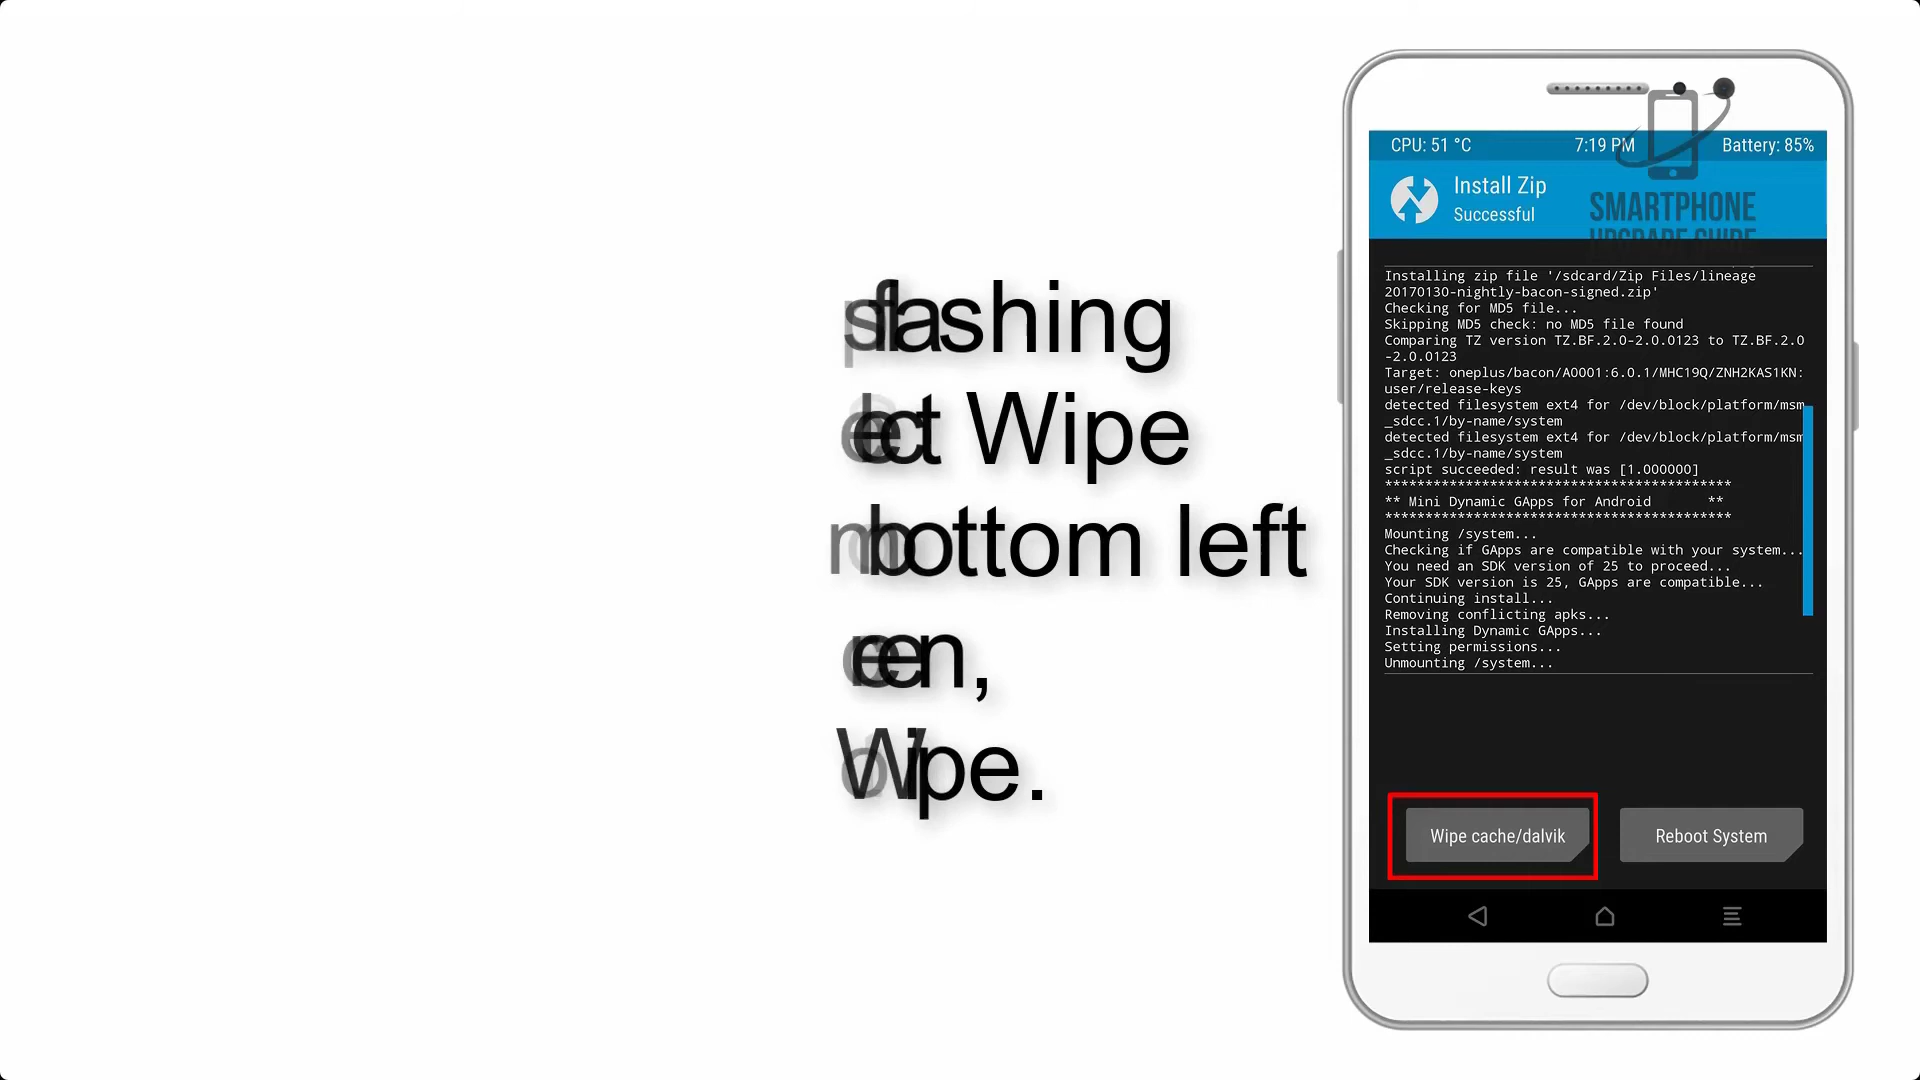 flashing
Wipe
bottom left
Wipe.
CPU: 51 °C
7:19 PM
Battery: 85%
Install Zip
Successful
SMARTPHONE
UPGRADE GUIDE
Installing zip file '/sdcard/Zip Files/lineage
20170130-nightly-bacon-signed.zip'
Checking for MD5 file...
Skipping MD5 check: no MD5 file found
Comparing TZ version TZ.BF.2.0-2.0.0123 to TZ.BF.2.0
-2.0.0123
Target: oneplus/bacon/A0001:6.0.1/MHC19Q/ZNH2KAS1KN:
user/release-keys
detected filesystem ext4 for /dev/block/platform/msm
_sdcc.1/by-name/system
detected filesystem ext4 for /dev/block/platform/msm
_sdcc.1/by-name/system
script succeeded: result was [1.000000]
******************************************
** Mini Dynamic GApps for Android **
******************************************
Mounting /system...
Checking if GApps are compatible with your system...
You need an SDK version of 25 to proceed...
Your SDK version is 25, GApps are compatible...
Continuing install...
Removing conflicting apks...
Installing Dynamic GApps...
Setting permissions...
Unmounting /system...
Wipe cache/dalvik
Reboot System